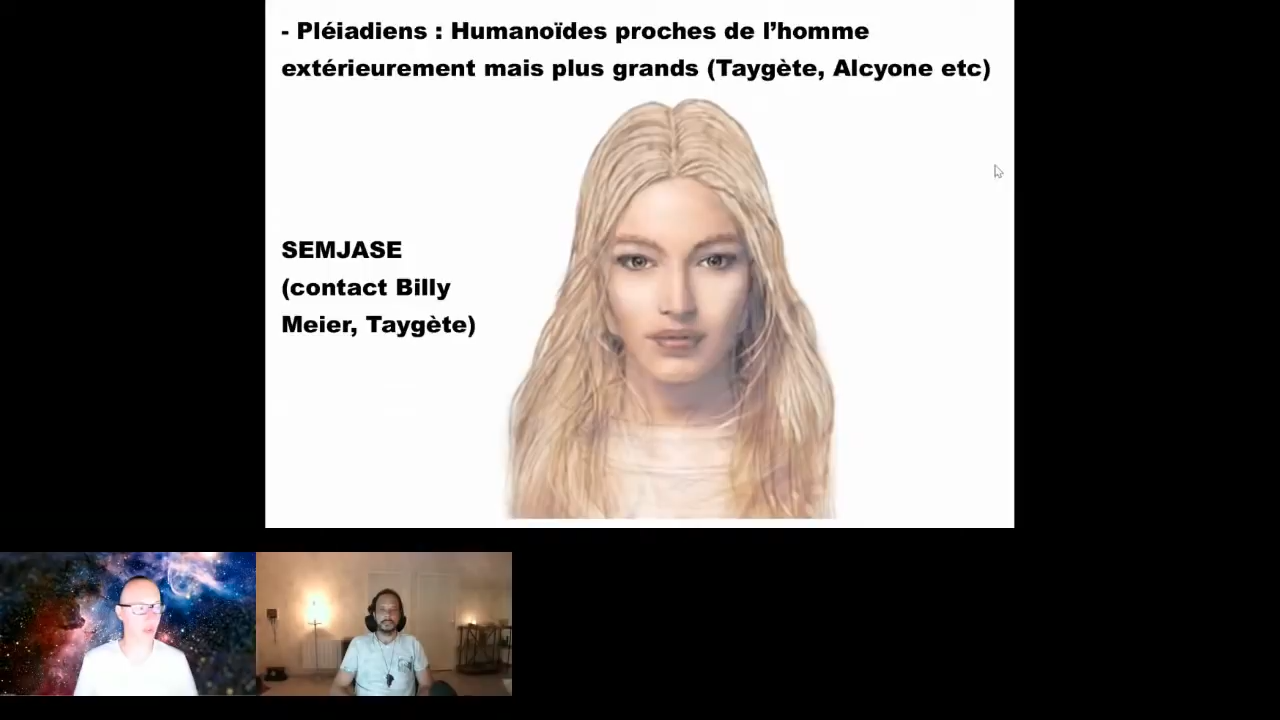 - Pléiadiens : Humanoïdes proches de l’homme
extérieurement mais plus grands (Taygète, Alcyone etc)
SEMJASE
(contact Billy
Meier, Taygète)